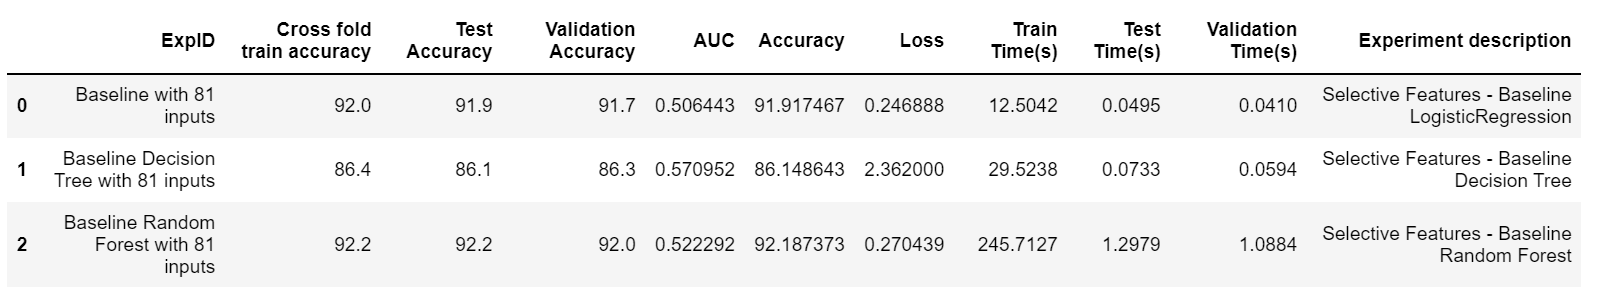 ExpID Cross fold train accuracy Test Accuracy Validation Accuracy AUC Accuracy Loss Train Time(s) Test Time(s) Validation Time(s) Experiment description
0 Baseline with 81 inputs 92.0 91.9 91.7 0.506443 91.917467 0.246888 12.5042 0.0495 0.0410 Selective Features - Baseline LogisticRegression
1 Baseline Decision Tree with 81 inputs 86.4 86.1 86.3 0.570952 86.148643 2.362000 29.5238 0.0733 0.0594 Selective Features - Baseline Decision Tree
2 Baseline Random Forest with 81 inputs 92.2 92.2 92.0 0.522292 92.187373 0.270439 245.7127 1.2979 1.0884 Selective Features - Baseline Random Forest